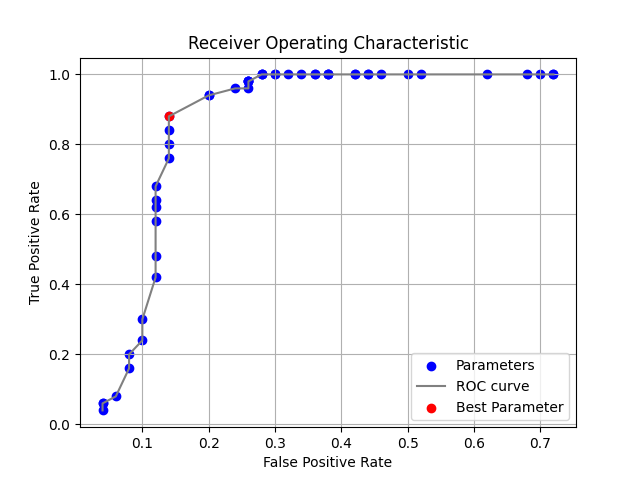 Receiver Operating Characteristic
True Positive Rate
1.0
0.8
0.6
0.4
0.2
0.0
0.1 0.2 0.3 0.4 0.5 0.6 0.7
False Positive Rate
Parameters
ROC curve
Best Parameter